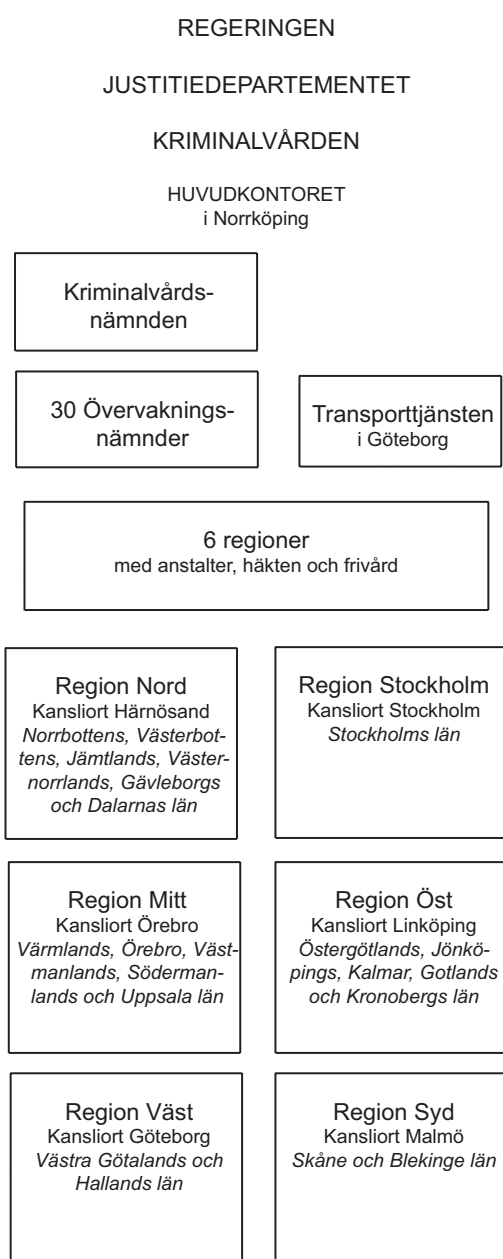 REGERINGEN
JUSTITIEDEPARTEMENTET
KRIMINALVÅRDEN
HUVUDKONTORET
i Norrköping
Kriminalvårds-
nämnden
30 Övervaknings-
nämnder
Transporttjänsten
i Göteborg
6 regioner
med anstalter, häkten och frivård
Region Nord
Kansliort Härnösand
Norrbottens, Västerbot-
tens, Jämtlands, Väster-
norrlands, Gävleborgs
och Dalarnas län
Region Stockholm
Kansliort Stockholm
Stockholms län
Region Mitt
Kansliort Örebro
Värmlands, Örebro, Väst-
manlands, Söderman-
lands och Uppsala län
Region Öst
Kansliort Linköping
Östergötlands, Jönkö-
pings, Kalmar, Gotlands
och Kronobergs län
Region Väst
Kansliort Göteborg
Västra Götalands och
Hallands län
Region Syd
Kansliort Malmö
Skåne och Blekinge län